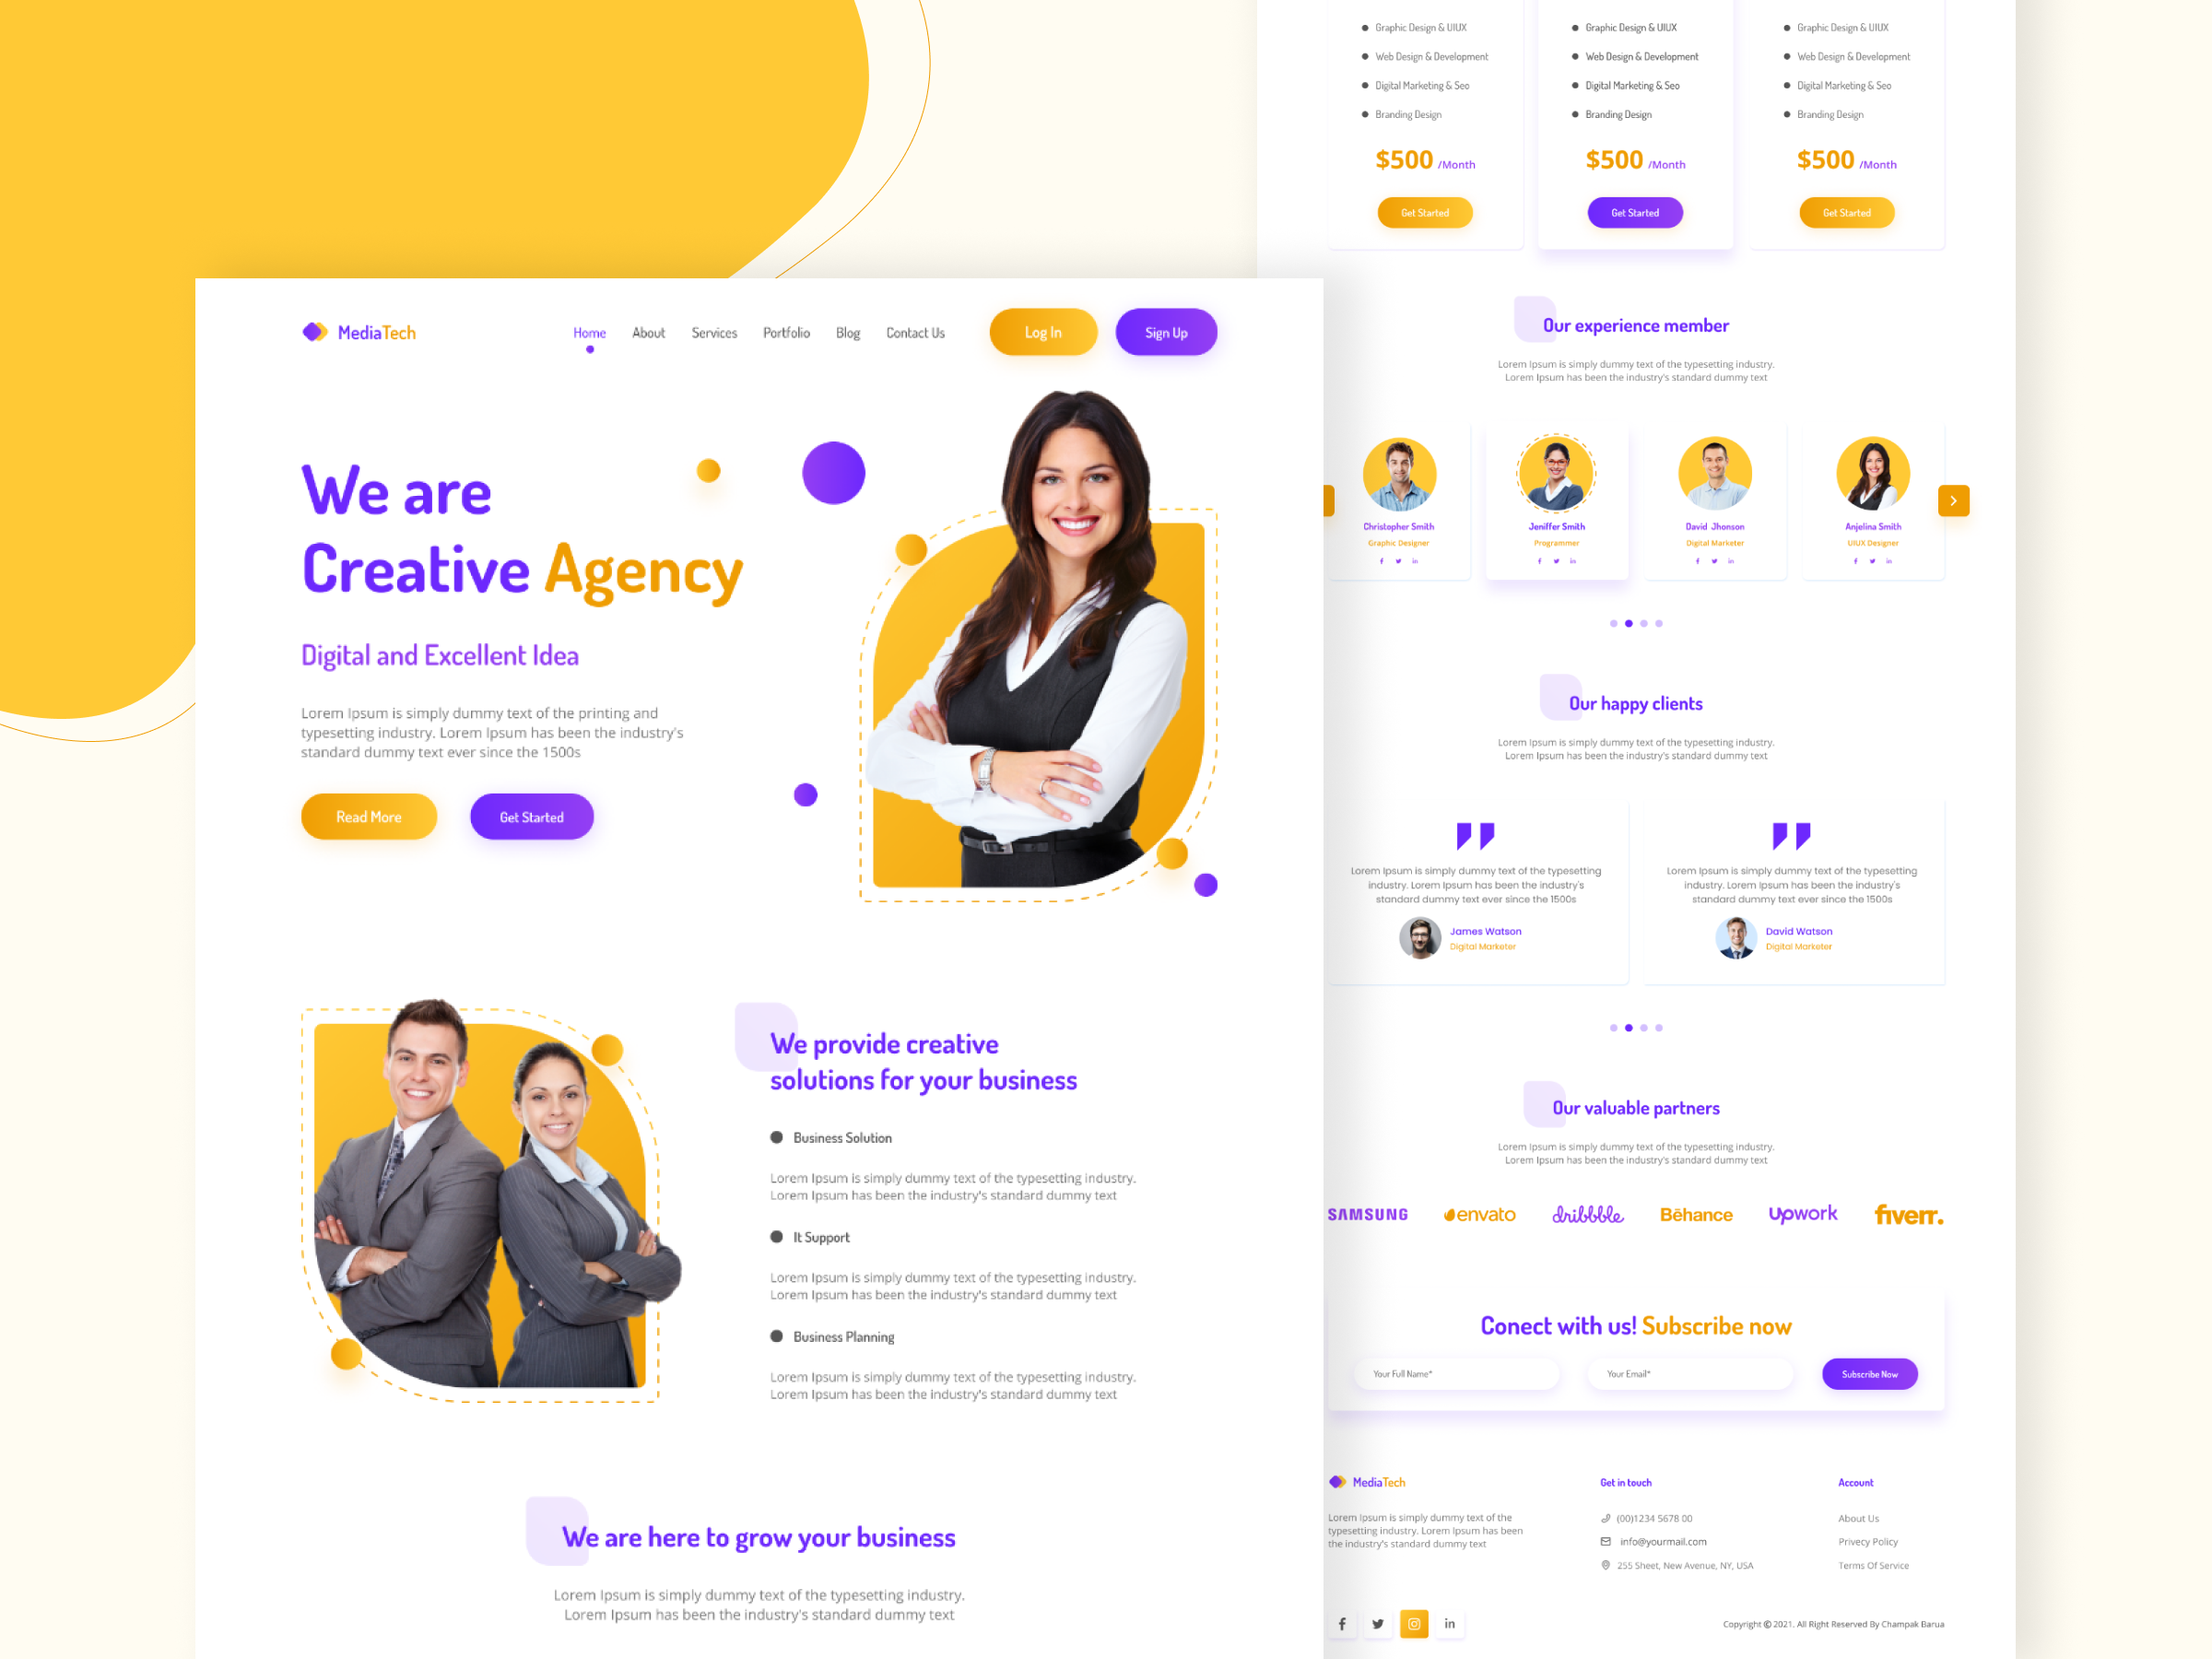 MediaTech
Home About Services Portfolio Blog Contact Us Log In Sign Up
We are
Creative Agency
Digital and Excellent Idea
Lorem Ipsum is simply dummy text of the printing and
typesetting industry. Lorem Ipsum has been the industry's
standard dummy text ever since the 1500s
Read More Get Started
We provide creative
solutions for your business
Business Solution
Lorem Ipsum is simply dummy text of the typesetting industry.
Lorem Ipsum has been the industry's standard dummy text
It Support
Lorem Ipsum is simply dummy text of the typesetting industry.
Lorem Ipsum has been the industry's standard dummy text
Business Planning
Lorem Ipsum is simply dummy text of the typesetting industry.
Lorem Ipsum has been the industry's standard dummy text
We are here to grow your business
Lorem Ipsum is simply dummy text of the typesetting industry.
Lorem Ipsum has been the industry's standard dummy text
Graphic Design & UIUX
Web Design & Development
Digital Marketing & Seo
Branding Design
$500 /Month
Get Started
Graphic Design & UIUX
Web Design & Development
Digital Marketing & Seo
Branding Design
$500 /Month
Get Started
Graphic Design & UIUX
Web Design & Development
Digital Marketing & Seo
Branding Design
$500 /Month
Get Started
Our experience member
Lorem Ipsum is simply dummy text of the typesetting industry.
Lorem Ipsum has been the industry's standard dummy text
Christopher Smith
Graphic Designer
Jeniffer Smith
Programmer
David Jhonson
Digital Marketer
Anjelina Smith
UIUX Designer
Our happy clients
Lorem Ipsum is simply dummy text of the typesetting industry.
Lorem Ipsum has been the industry's standard dummy text
Lorem Ipsum is simply dummy text of the typesetting
industry. Lorem Ipsum has been the industry's
standard dummy text ever since the 1500s
James Watson
Digital Marketer
Lorem Ipsum is simply dummy text of the typesetting
industry. Lorem Ipsum has been the industry's
standard dummy text ever since the 1500s
David Watson
Digital Marketer
Our valuable partners
Lorem Ipsum is simply dummy text of the typesetting industry.
Lorem Ipsum has been the industry's standard dummy text
SAMSUNG envato dribbble Bēhance Upwork fiverr.
Conect with us! Subscribe now
Your Full Name* Your Email* Subscribe Now
MediaTech
Lorem Ipsum is simply dummy text of the
typesetting industry. Lorem Ipsum has been
the industry's standard dummy text
Get in touch
(00)1234 5678 00
info@yourmail.com
255 Sheet, New Avenue, NY, USA
Account
About Us
Privecy Policy
Terms Of Service
Copyright © 2021. All Right Reserved By Champak Barua